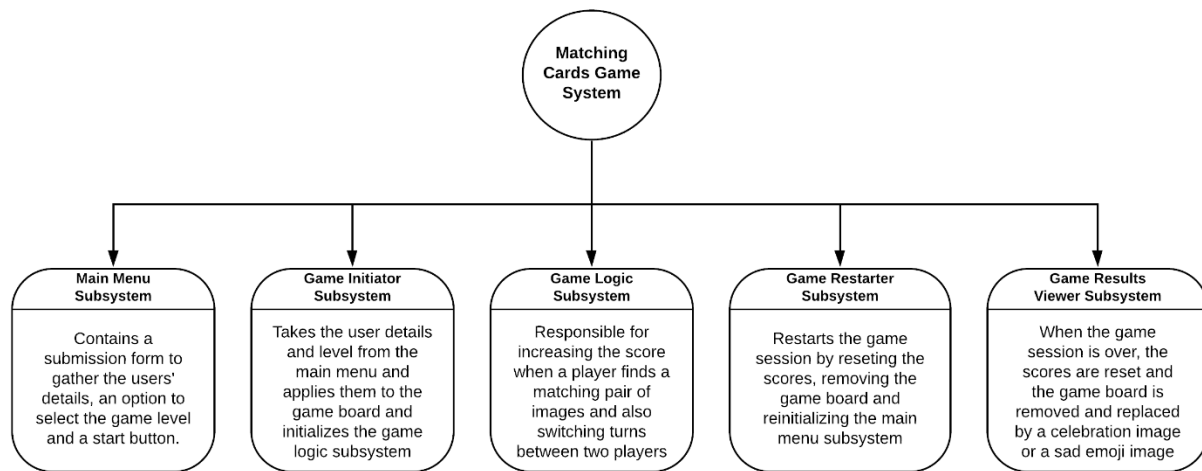 Matching
Cards Game
System
Main Menu
Subsystem
Contains a
submission form to
gather the users'
details, an option to
select the game level
and a start button.
Game Initiator
Subsystem
Takes the user details
and level from the
main menu and
applies them to the
game board and
initializes the game
logic subsystem
Game Logic
Subsystem
Responsible for
increasing the score
when a player finds a
matching pair of
images and also
switching turns
between two players
Game Restarter
Subsystem
Restarts the game
session by reseting the
scores, removing the
game board and
reinitializing the main
menu subsystem
Game Results
Viewer Subsystem
When the game
session is over, the
scores are reset and
the game board is
removed and replaced
by a celebration image
or a sad emoji image